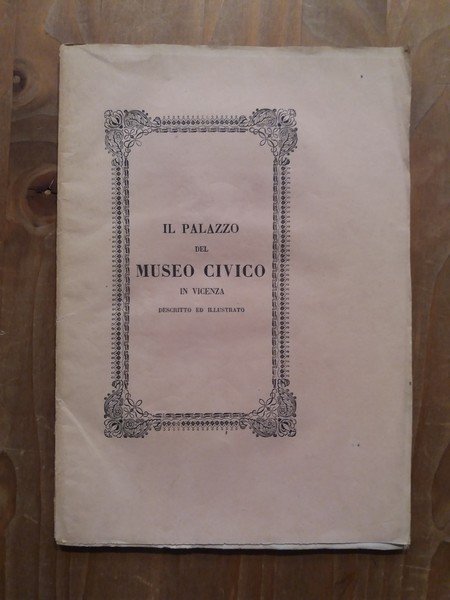 IL PALAZZO
DEL
MUSEO CIVICO
IN VICENZA
DESCRITTO ED ILLUSTRATO